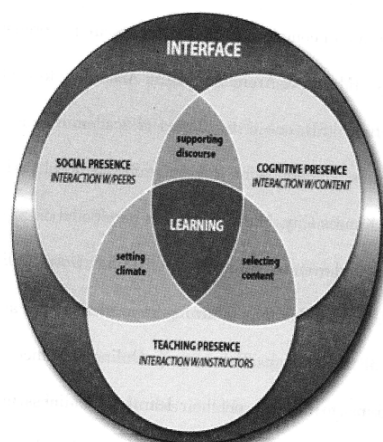 INTERFACE
supporting
discourse
SOCIAL PRESENCE
INTERACTION W/PEERS
COGNITIVE PRESENCE
INTERACTION W/CONTENT
LEARNING
setting
climate
selecting
content
TEACHING PRESENCE
INTERACTION W/INSTRUCTORS